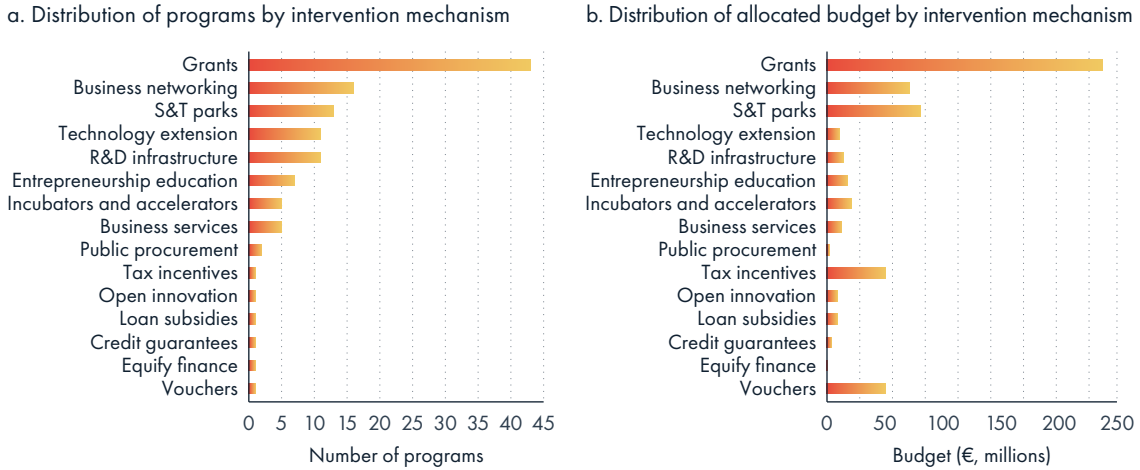 a. Distribution of programs by intervention mechanism
Grants
Business networking
S&T parks
Technology extension
R&D infrastructure
Entrepreneurship education
Incubators and accelerators
Business services
Public procurement
Tax incentives
Open innovation
Loan subsidies
Credit guarantees
Equify finance
Vouchers
0 5 10 15 20 25 30 35 40 45
Number of programs
b. Distribution of allocated budget by intervention mechanism
Grants
Business networking
S&T parks
Technology extension
R&D infrastructure
Entrepreneurship education
Incubators and accelerators
Business services
Public procurement
Tax incentives
Open innovation
Loan subsidies
Credit guarantees
Equify finance
Vouchers
0 50 100 150 200 250
Budget (€, millions)